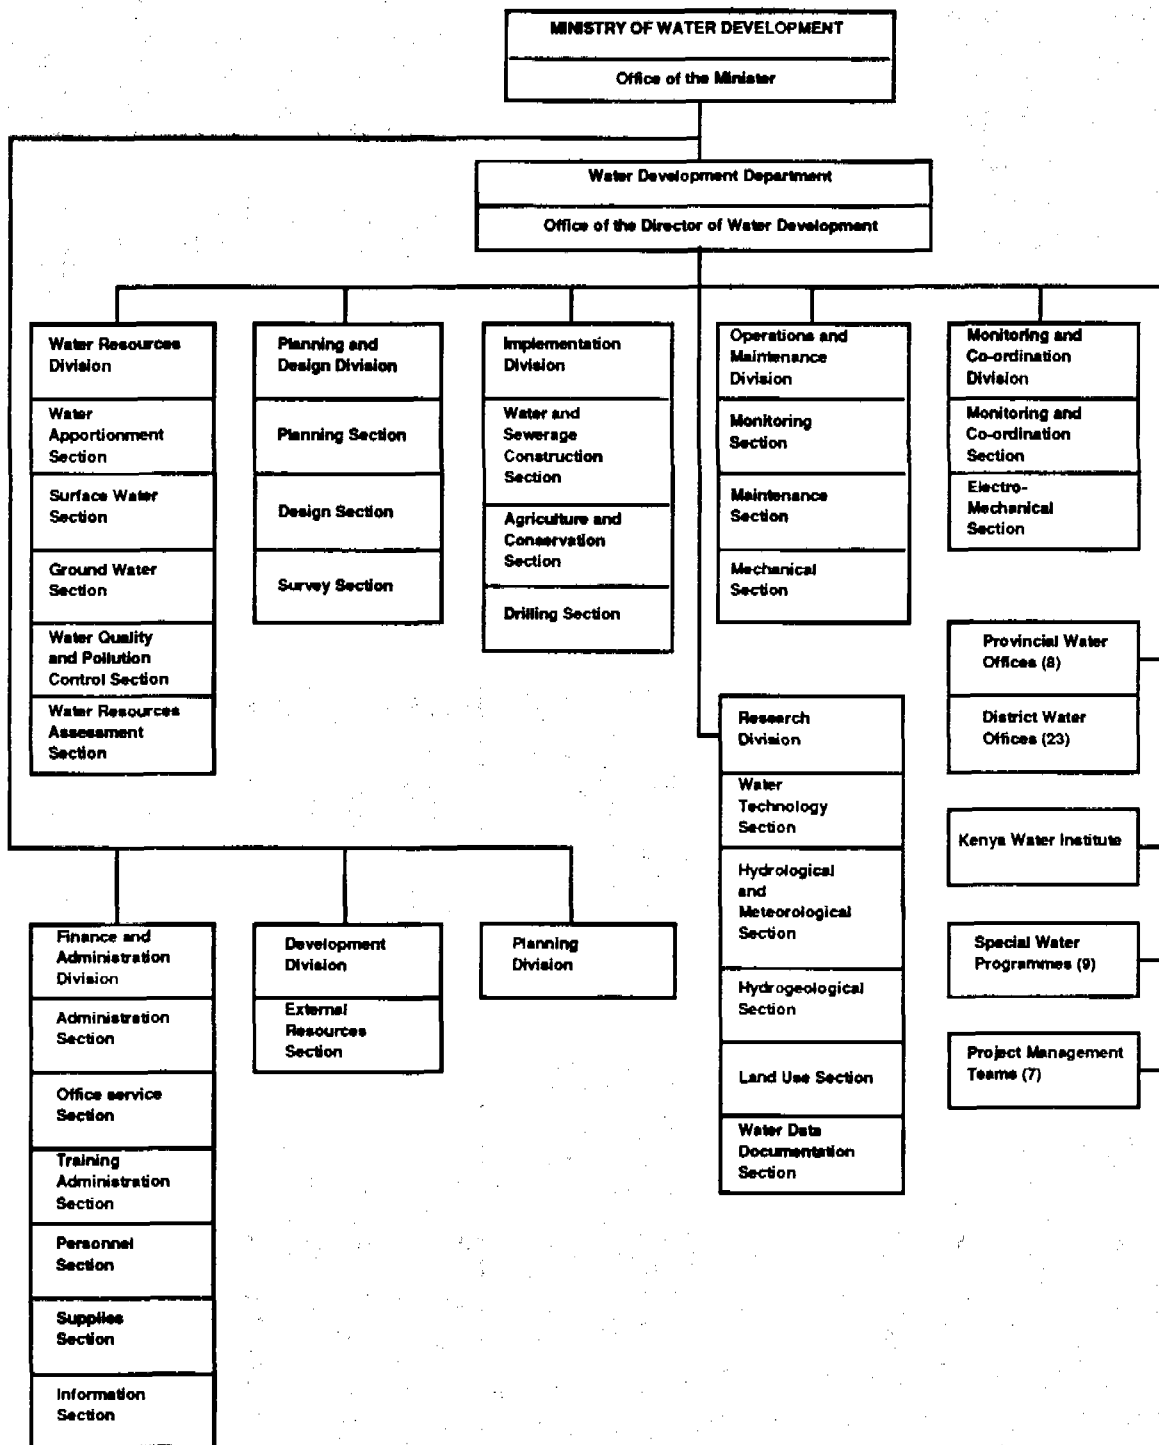 MINISTRY OF WATER DEVELOPMENT
Office of the Minister
Water Development Department
Office of the Director of Water Development
Water Resources
Division
Water
Apportionment
Section
Surface Water
Section
Ground Water
Section
Water Quality
and Pollution
Control Section
Water Resources
Assessment
Section
Planning and
Design Division
Planning Section
Design Section
Survey Section
Implementation
Division
Water and
Sewerage
Construction
Section
Agriculture and
Conservation
Section
Drilling Section
Operations and
Maintenance
Division
Monitoring
Section
Maintenance
Section
Mechanical
Section
Monitoring and
Co-ordination
Division
Monitoring and
Co-ordination
Section
Electro-
Mechanical
Section
Provincial Water
Offices (8)
District Water
Offices (23)
Kenya Water Institute
Special Water
Programmes (9)
Project Management
Teams (7)
Research
Division
Water
Technology
Section
Hydrological
and
Meteorological
Section
Hydrogeological
Section
Land Use Section
Water Data
Documentation
Section
Finance and
Administration
Division
Administration
Section
Office service
Section
Training
Administration
Section
Personnel
Section
Supplies
Section
Information
Section
Development
Division
External
Resources
Section
Planning
Division